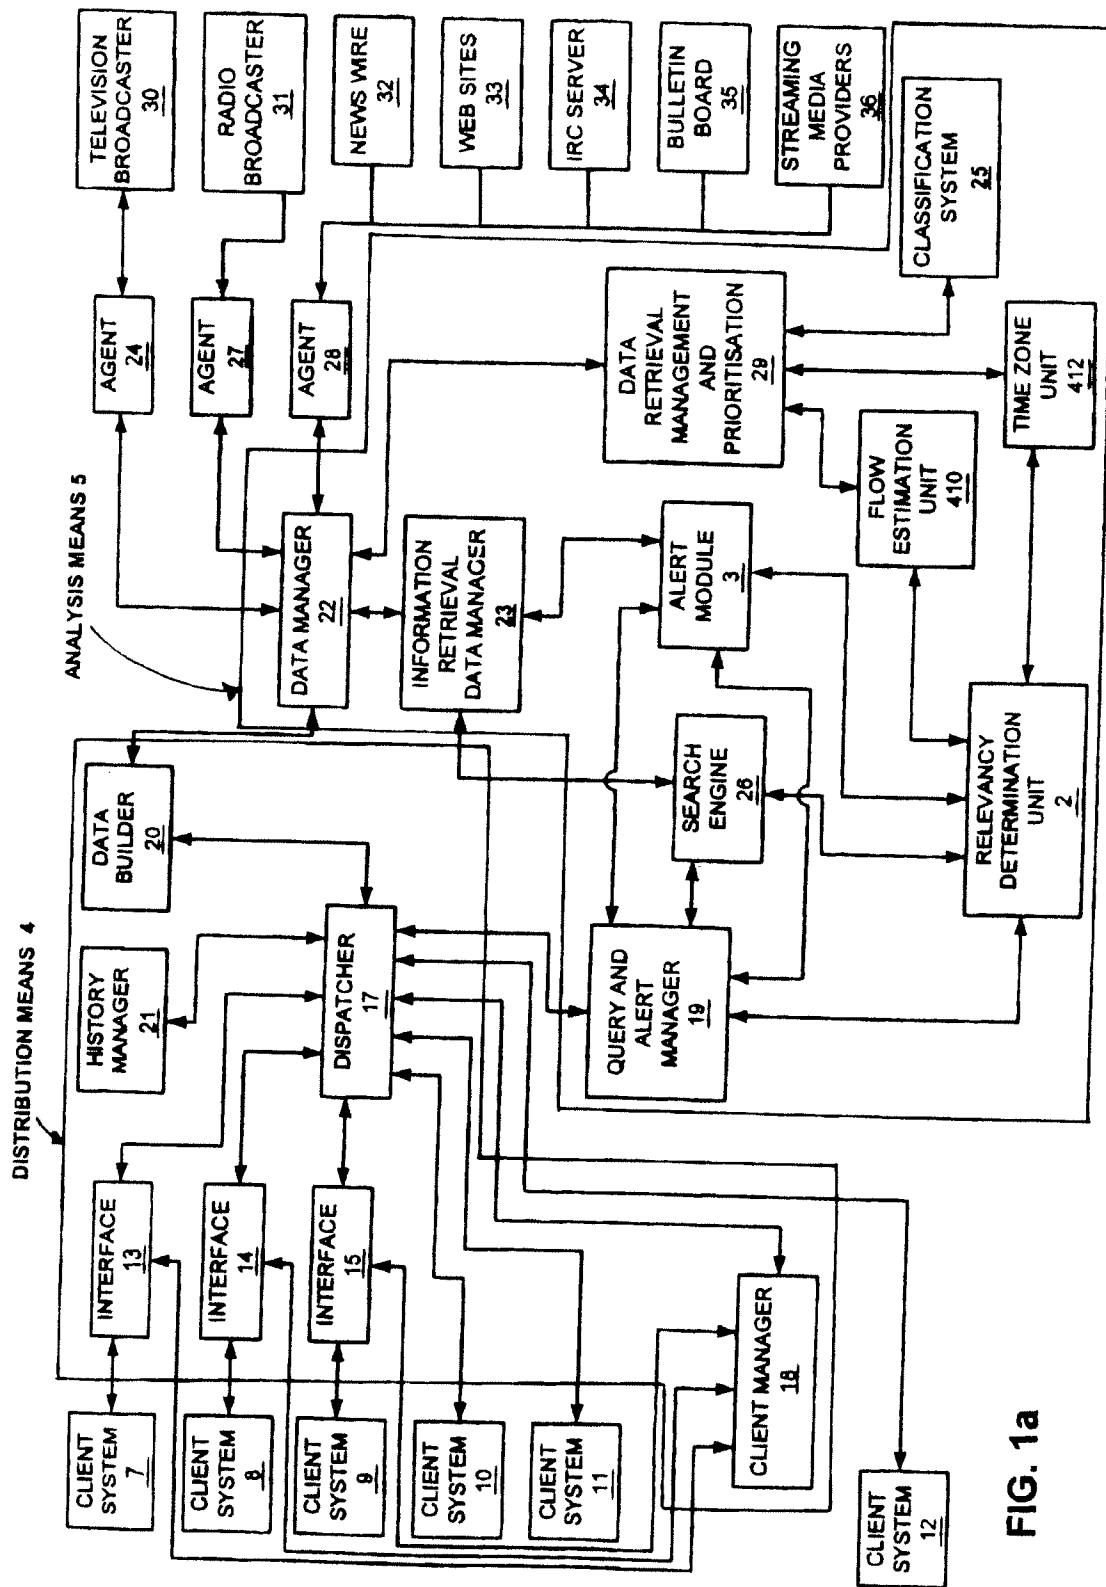 DISTRIBUTION MEANS 4
ANALYSIS MEANS 5
CLIENT
SYSTEM
7
CLIENT
SYSTEM
8
CLIENT
SYSTEM
9
CLIENT
SYSTEM
10
CLIENT
SYSTEM
11
CLIENT
SYSTEM
12
INTERFACE
13
INTERFACE
14
INTERFACE
15
CLIENT MANAGER
18
HISTORY
MANAGER
21
DATA
BUILDER
20
DISPATCHER
17
QUERY AND
ALERT
MANAGER
19
SEARCH
ENGINE
26
RELEVANCY
DETERMINATION
UNIT
2
DATA MANAGER
22
INFORMATION
RETRIEVAL
DATA MANACER
23
ALERT
MODULE
3
FLOW
ESTIMATION
UNIT
410
TIME ZONE
UNIT
412
AGENT
24
AGENT
27
AGENT
28
DATA
RETRIEVAL
MANAGEMENT
AND
PRIORITISATION
29
CLASSIFICATION
SYSTEM
25
TELEVISION
BROADCASTER
30
RADIO
BROADCASTER
31
NEWS WIRE
32
WEB SITES
33
IRC SERVER
34
BULLETIN
BOARD
35
STREAMING
MEDIA
PROVIDERS
36
FIG. 1a